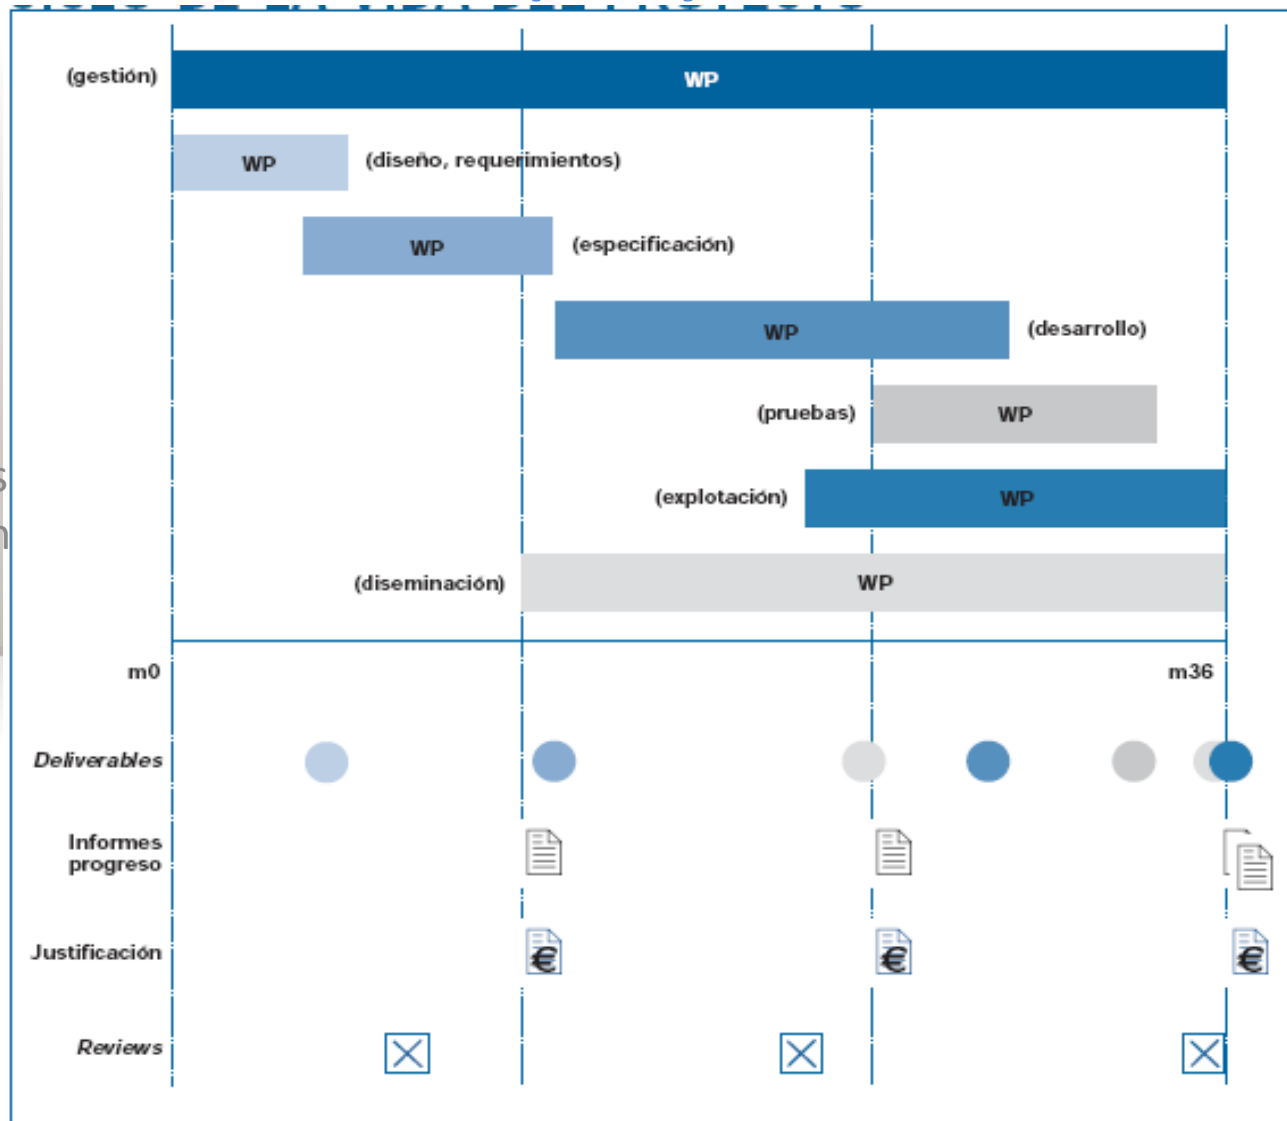 (gestión) WP
WP (diseño, requerimientos)
WP (especificación)
WP (desarrollo)
(pruebas) WP
(explotación) WP
(diseminación) WP
m0 m36
Deliverables
Informes
progreso
Justificación
€ € €
Reviews